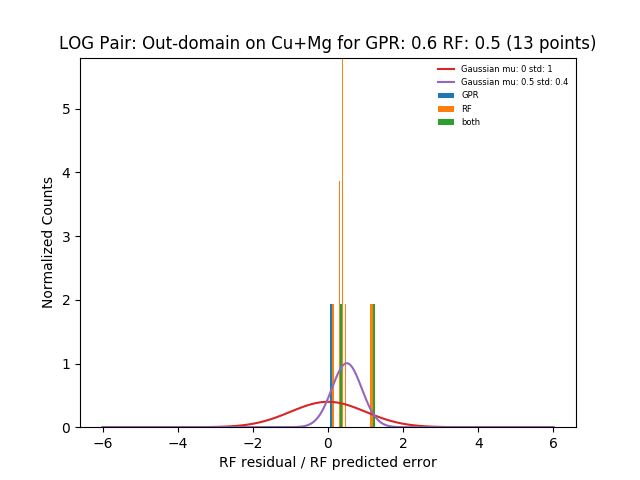 LOG Pair: Out-domain on Cu+Mg for GPR: 0.6 RF: 0.5 (13 points)
Gaussian mu: 0 std: 1
Gaussian mu: 0.5 std: 0.4
GPR
RF
both
Normalized Counts
5
4
3
2
1
0
−6 −4 −2 0 2 4 6
RF residual / RF predicted error